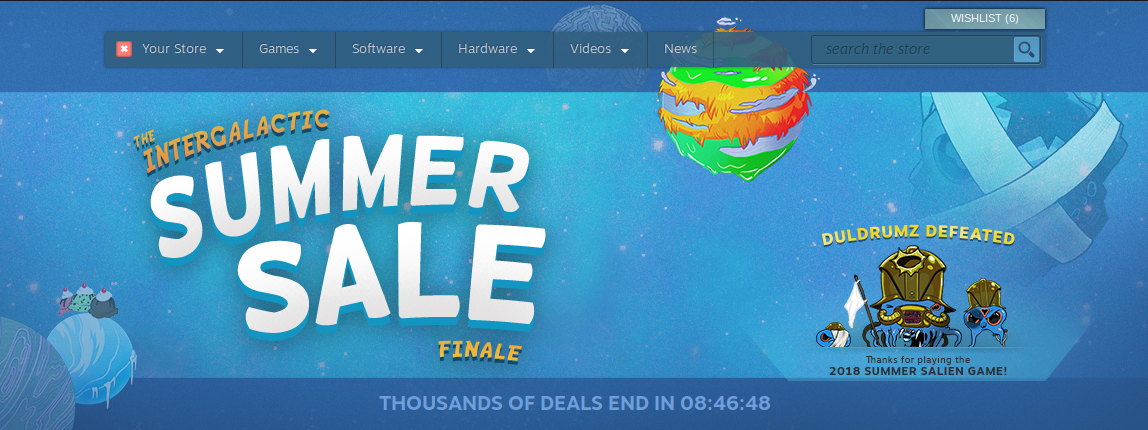 WISHLIST (6)
Your Store Games Software Hardware Videos News search the store
THE
INTERGALACTIC
SUMMER
SALE
FINALE
DULDRUMZ DEFEATED
Thanks for playing the
2018 SUMMER SALIEN GAME!
THOUSANDS OF DEALS END IN 08:46:48